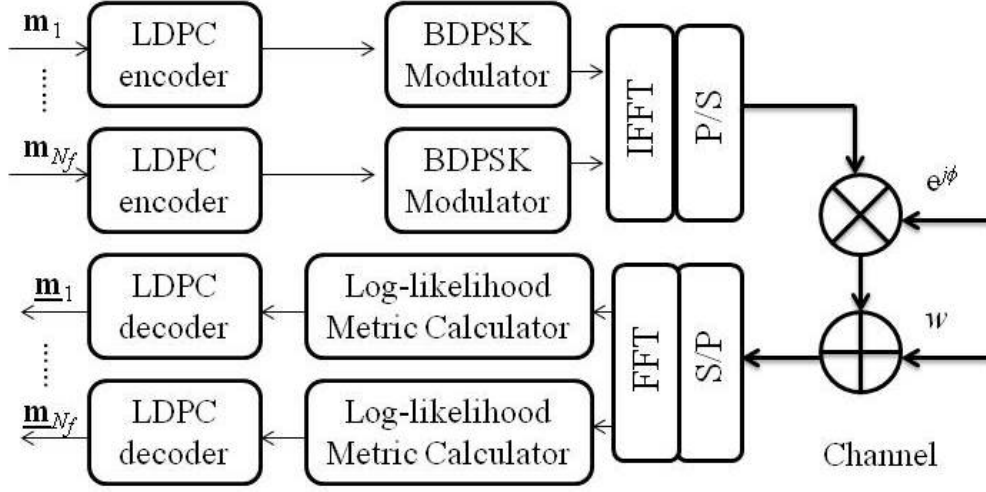 m1
LDPC
encoder
BDPSK
Modulator
IFFT
P/S
mNf
LDPC
encoder
BDPSK
Modulator
e^jϕ
m1
LDPC
decoder
Log-likelihood
Metric Calculator
FFT
S/P
w
mNf
LDPC
decoder
Log-likelihood
Metric Calculator
Channel